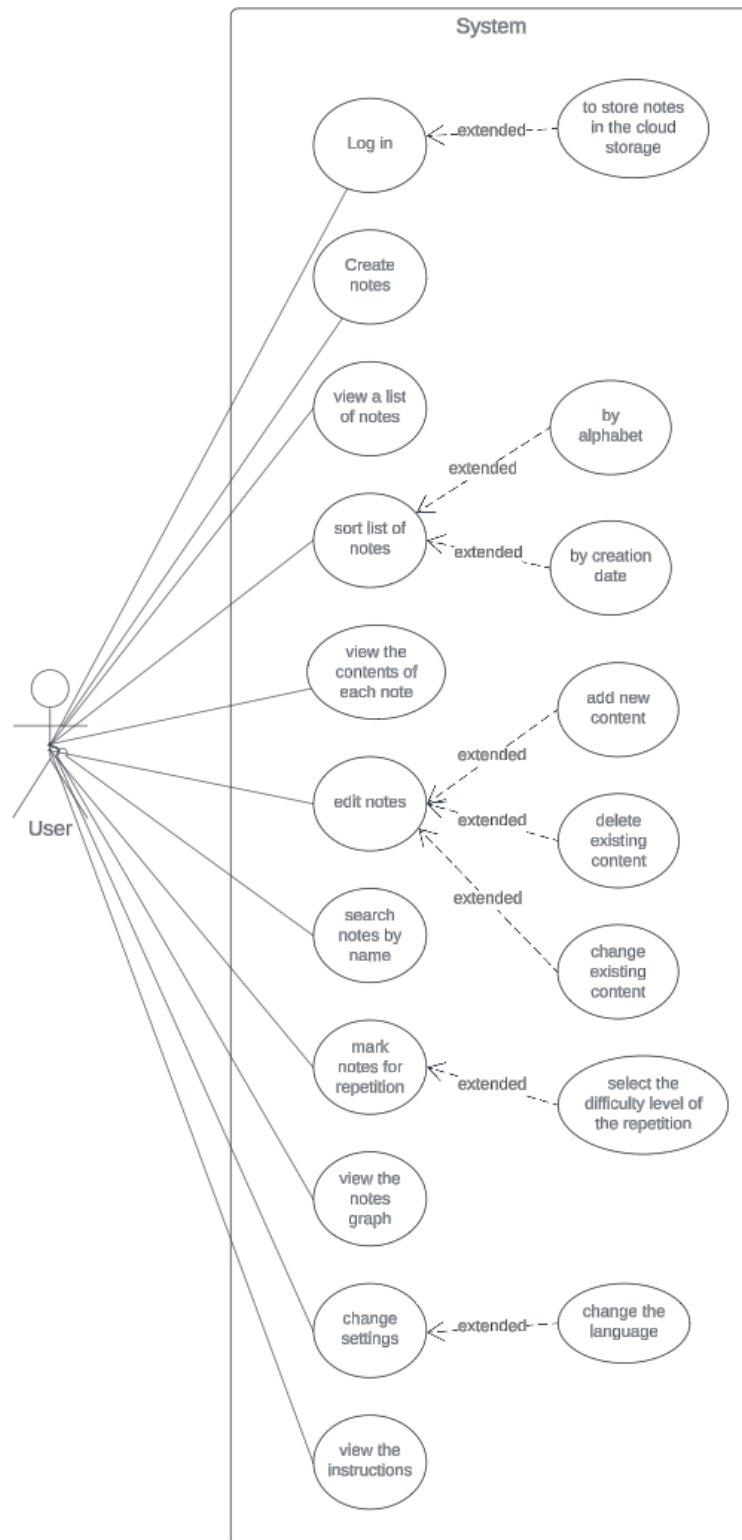 System
Log in
extended
to store notes
in the cloud
storage
Create
notes
view a list
of notes
by
alphabet
extended
sort list of
notes
extended
by creation
date
view the
contents of
each note
add new
content
extended
edit notes
extended
delete
existing
content
User
extended
search
notes by
name
change
existing
content
mark
notes for
repetition
extended
select the
difficulty level of
the repetition
view the
notes
graph
change
settings
extended
change the
language
view the
instructions